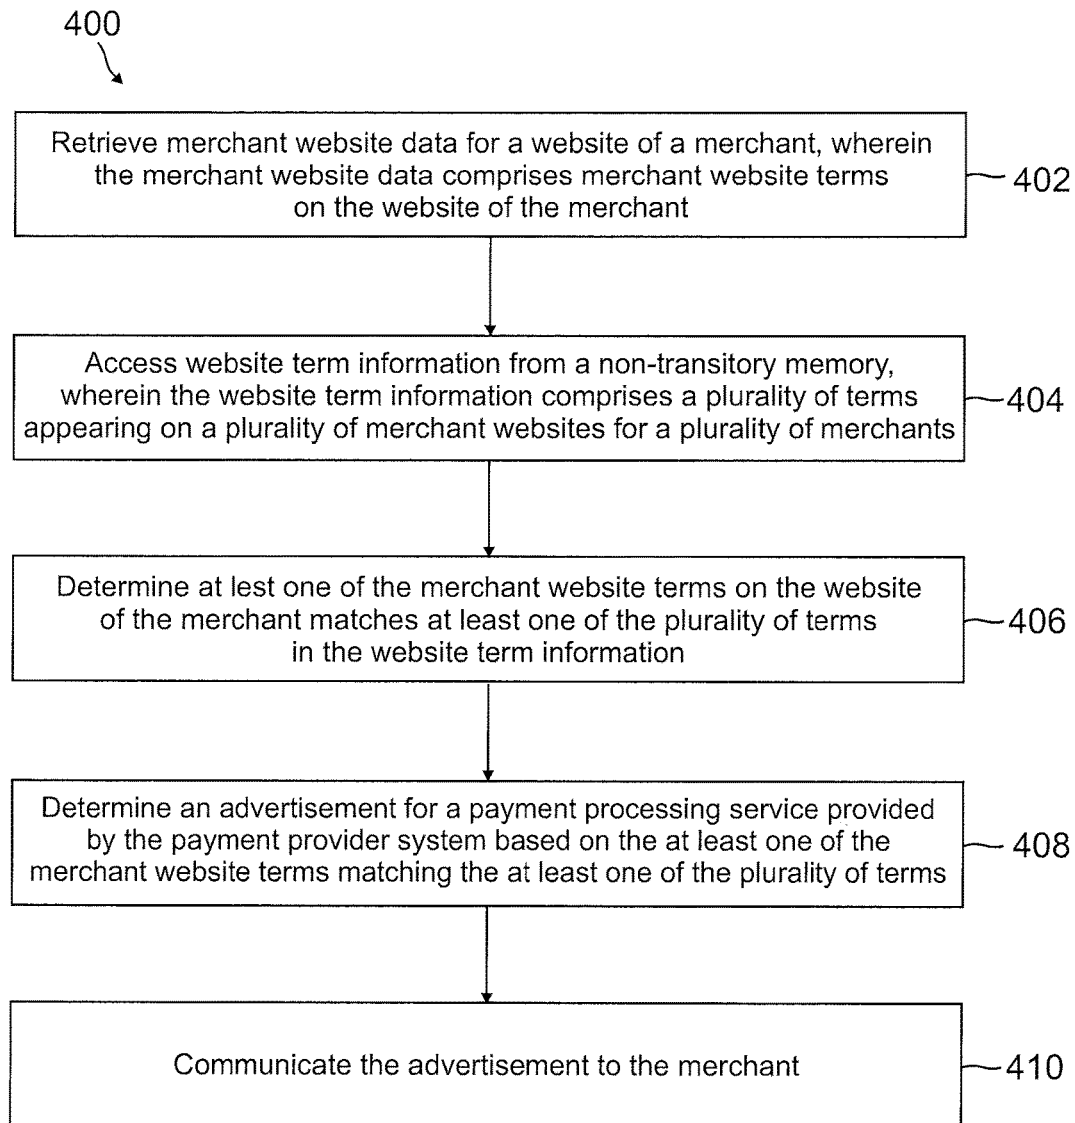 400
Retrieve merchant website data for a website of a merchant, wherein
the merchant website data comprises merchant website terms
on the website of the merchant
402
Access website term information from a non-transitory memory,
wherein the website term information comprises a plurality of terms
appearing on a plurality of merchant websites for a plurality of merchants
404
Determine at lest one of the merchant website terms on the website
of the merchant matches at least one of the plurality of terms
in the website term information
406
Determine an advertisement for a payment processing service provided
by the payment provider system based on the at least one of the
merchant website terms matching the at least one of the plurality of terms
408
Communicate the advertisement to the merchant
410